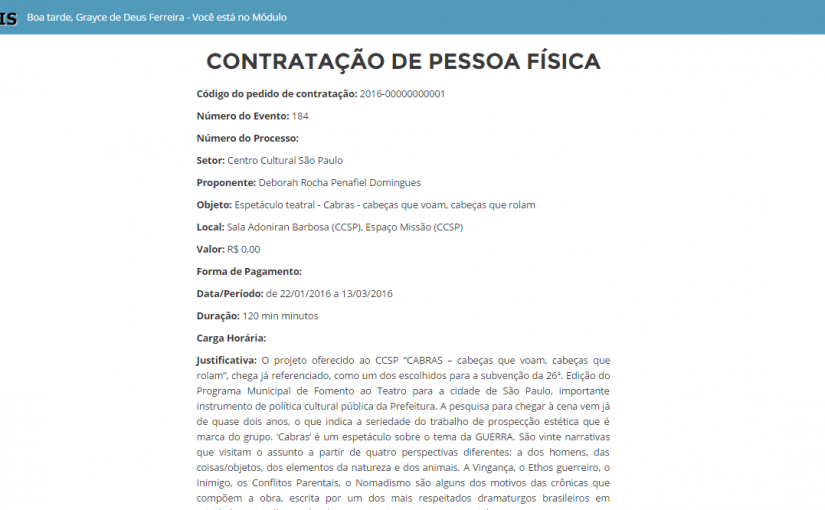 IS Boa tarde, Grayce de Deus Ferreira - Você está no Módulo
CONTRATAÇÃO DE PESSOA FÍSICA
Código do pedido de contratação: 2016-00000000001
Número do Evento: 184
Número do Processo:
Setor: Centro Cultural São Paulo
Proponente: Deborah Rocha Penafiel Domingues
Objeto: Espetáculo teatral - Cabras - cabeças que voam, cabeças que rolam
Local: Sala Adoniran Barbosa (CCSP), Espaço Missão (CCSP)
Valor: R$ 0,00
Forma de Pagamento:
Data/Período: de 22/01/2016 a 13/03/2016
Duração: 120 min minutos
Carga Horária:
Justificativa: O projeto oferecido ao CCSP “CABRAS – cabeças que voam, cabeças que
rolam”, chega já referenciado, como um dos escolhidos para a subvenção da 26ª. Edição do
Programa Municipal de Fomento ao Teatro para a cidade de São Paulo, importante
instrumento de política cultural pública da Prefeitura. A pesquisa para chegar à cena vem já
de quase dois anos, o que indica a seriedade do trabalho de prospecção estética que é
marca do grupo. ‘Cabras’ é um espetáculo sobre o tema da GUERRA. São vinte narrativas
que visitam o assunto a partir de quatro perspectivas diferentes: a dos homens, das
coisas/objetos, dos elementos da natureza e dos animais. A Vingança, o Ethos guerreiro, o
Inimigo, os Conflitos Parentais, o Nomadismo são alguns dos motivos das crônicas que
compõem a obra, escrita por um dos mais respeitados dramaturgos brasileiros em